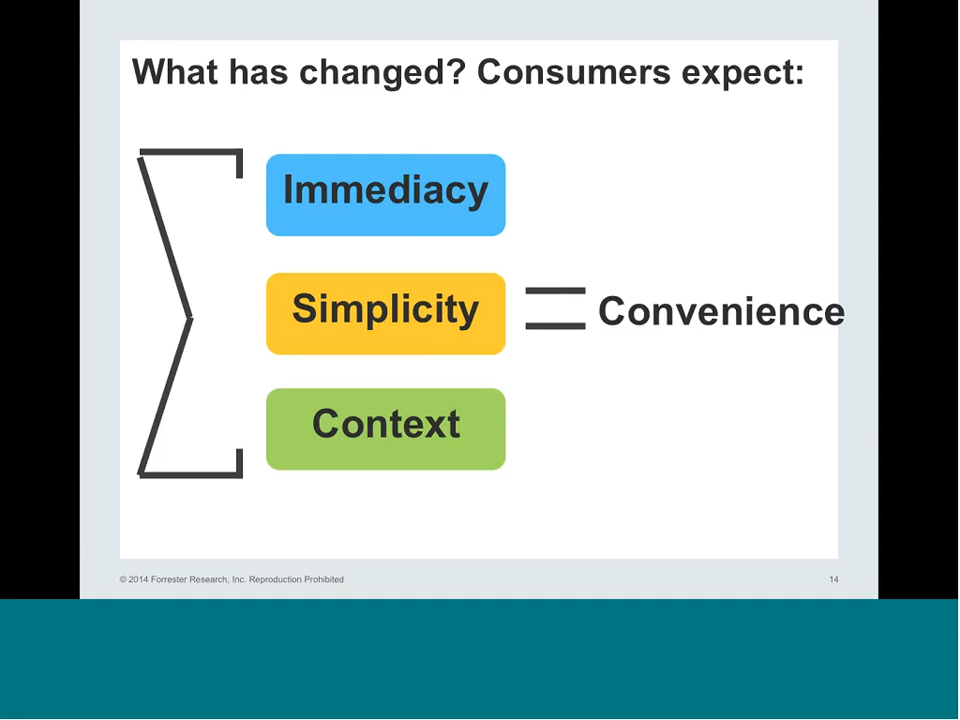 What has changed? Consumers expect:
Immediacy
Simplicity
Convenience
Context
© 2014 Forrester Research, Inc. Reproduction Prohibited
14